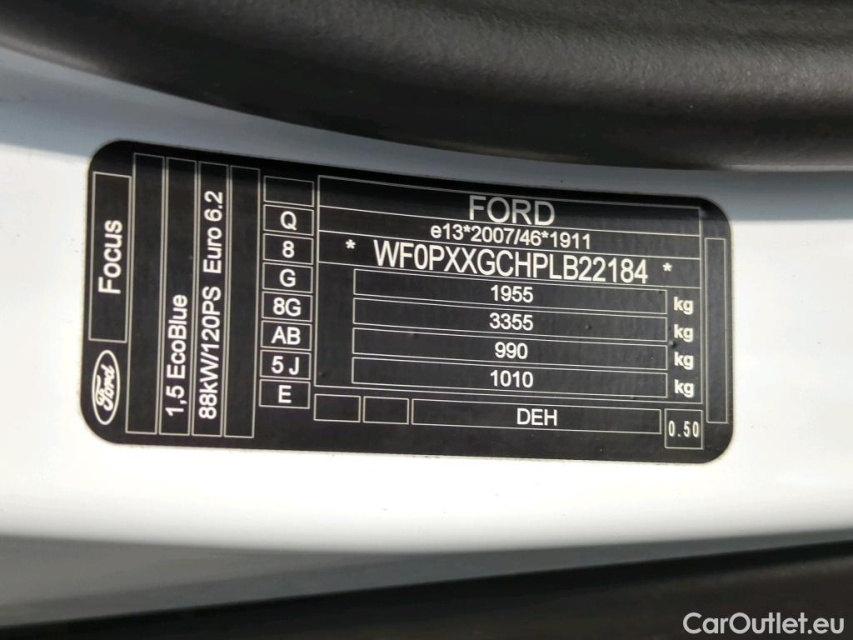 Focus
Ford
1,5 EcoBlue
88kW/120PS Euro 6.2
Q
8
G
8G
AB
5 J
E
FORD
e13*2007/46*1911
* WF0PXXGCHPLB22184 *
1955 kg
3355 kg
990 kg
1010 kg
DEH
0.50
CarOutlet.eu